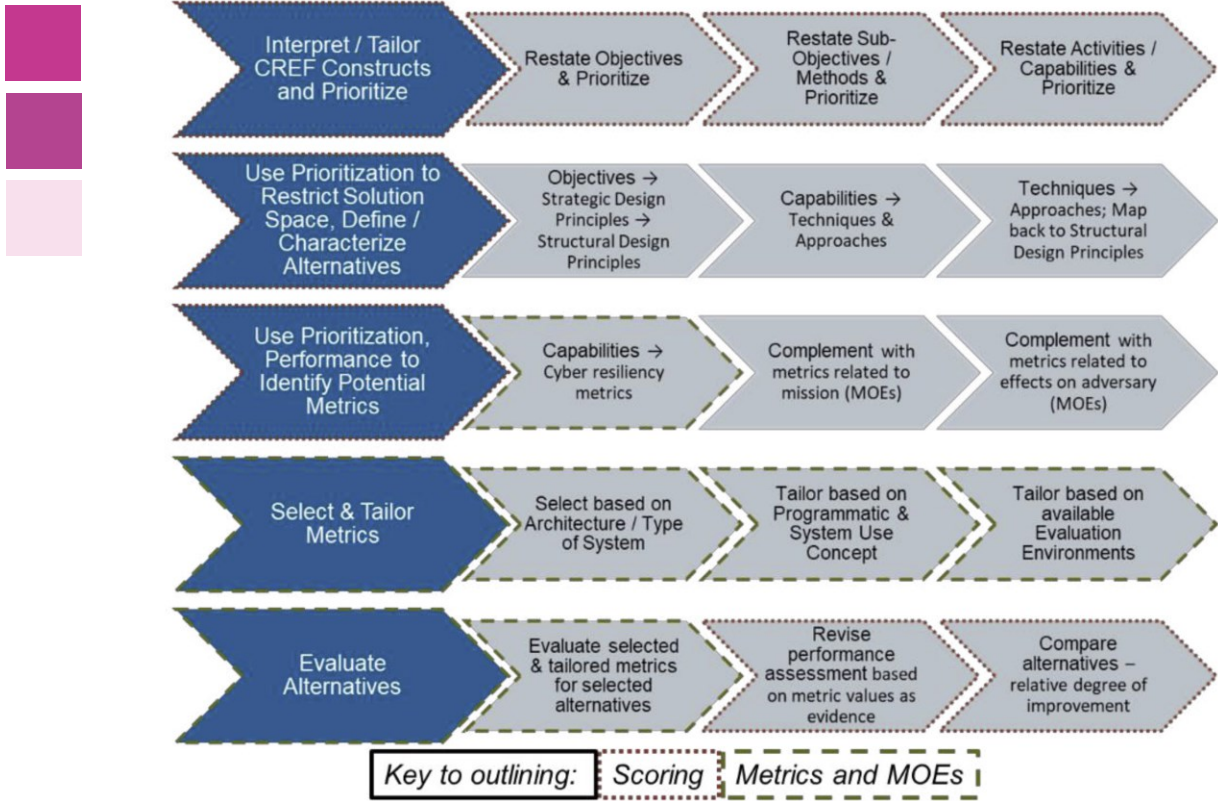 Interpret / Tailor
CREF Constructs
and Prioritize
Restate Objectives
& Prioritize
Restate Sub-
Objectives /
Methods &
Prioritize
Restate Activities /
Capabilities &
Prioritize
Use Prioritization to
Restrict Solution
Space, Define /
Characterize
Alternatives
Objectives →
Strategic Design
Principles →
Structural Design
Principles
Capabilities →
Techniques &
Approaches
Techniques →
Approaches; Map
back to Structural
Design Principles
Use Prioritization,
Performance to
Identify Potential
Metrics
Capabilities →
Cyber resiliency
metrics
Complement with
metrics related to
mission (MOEs)
Complement with
metrics related to
effects on adversary
(MOEs)
Select & Tailor
Metrics
Select based on
Architecture / Type
of System
Tailor based on
Programmatic &
System Use
Concept
Tailor based on
available
Evaluation
Environments
Evaluate
Alternatives
Evaluate selected
& tailored metrics
for selected
alternatives
Revise
performance
assessment based
on metric values as
evidence
Compare
alternatives –
relative degree of
improvement
Key to outlining: Scoring Metrics and MOEs